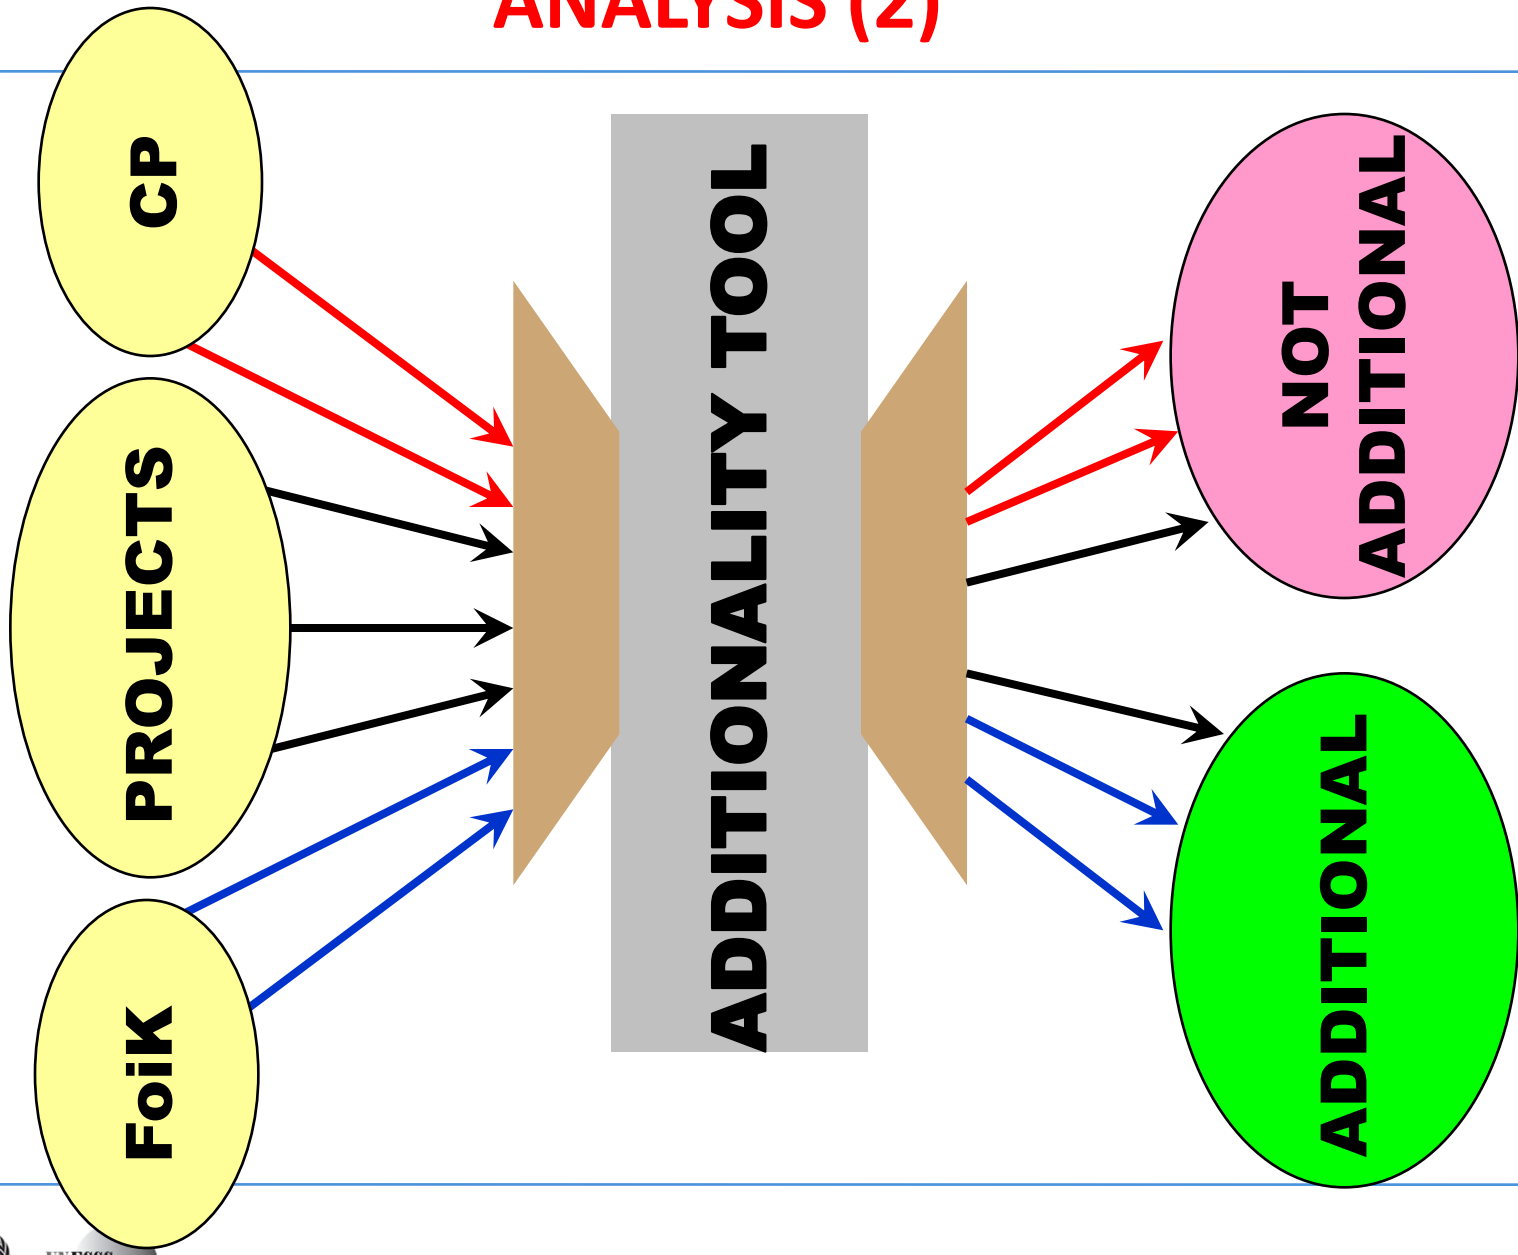 ANALYSIS (2)
CP
PROJECTS
FoiK
ADDITIONALITY TOOL
NOT
ADDITIONAL
ADDITIONAL